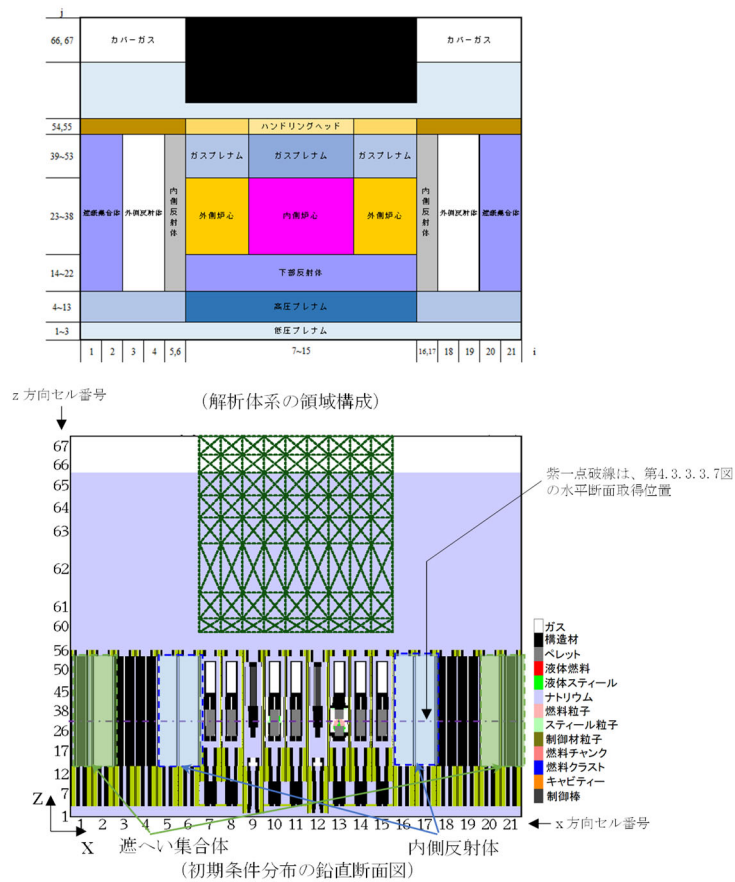 j
66, 67
カバーガス
カバーガス
54,55
ハンドリングヘッド
39~53
ガスプレナム
ガスプレナム
ガスプレナム
23~38
遮蔽集合体
外側反射体
内側反射体
外側炉心
内側炉心
外側炉心
内側反射体
外側反射体
遮蔽集合体
14~22
下部反射体
4~13
高圧プレナム
1~3
低圧プレナム
1 2 3 4 5,6 7~15 16,17 18 19 20 21 i
(解析体系の領域構成)
z 方向セル番号
紫一点破線は、第4.3.3.3.7図
の水平断面取得位置
67
66
65
64
63
62
61
60
56
50
45
38
26
17
12
7
1
ガス
構造材
ペレット
液体燃料
液体スティール
ナトリウム
燃料粒子
スティール粒子
制御材粒子
燃料チャンク
燃料クラスト
キャビティー
制御棒
Z
X
1 2 3 4 5 6 7 8 9 10 11 12 13 14 15 16 17 18 19 20 21
x 方向セル番号
遮へい集合体
内側反射体
(初期条件分布の鉛直断面図)